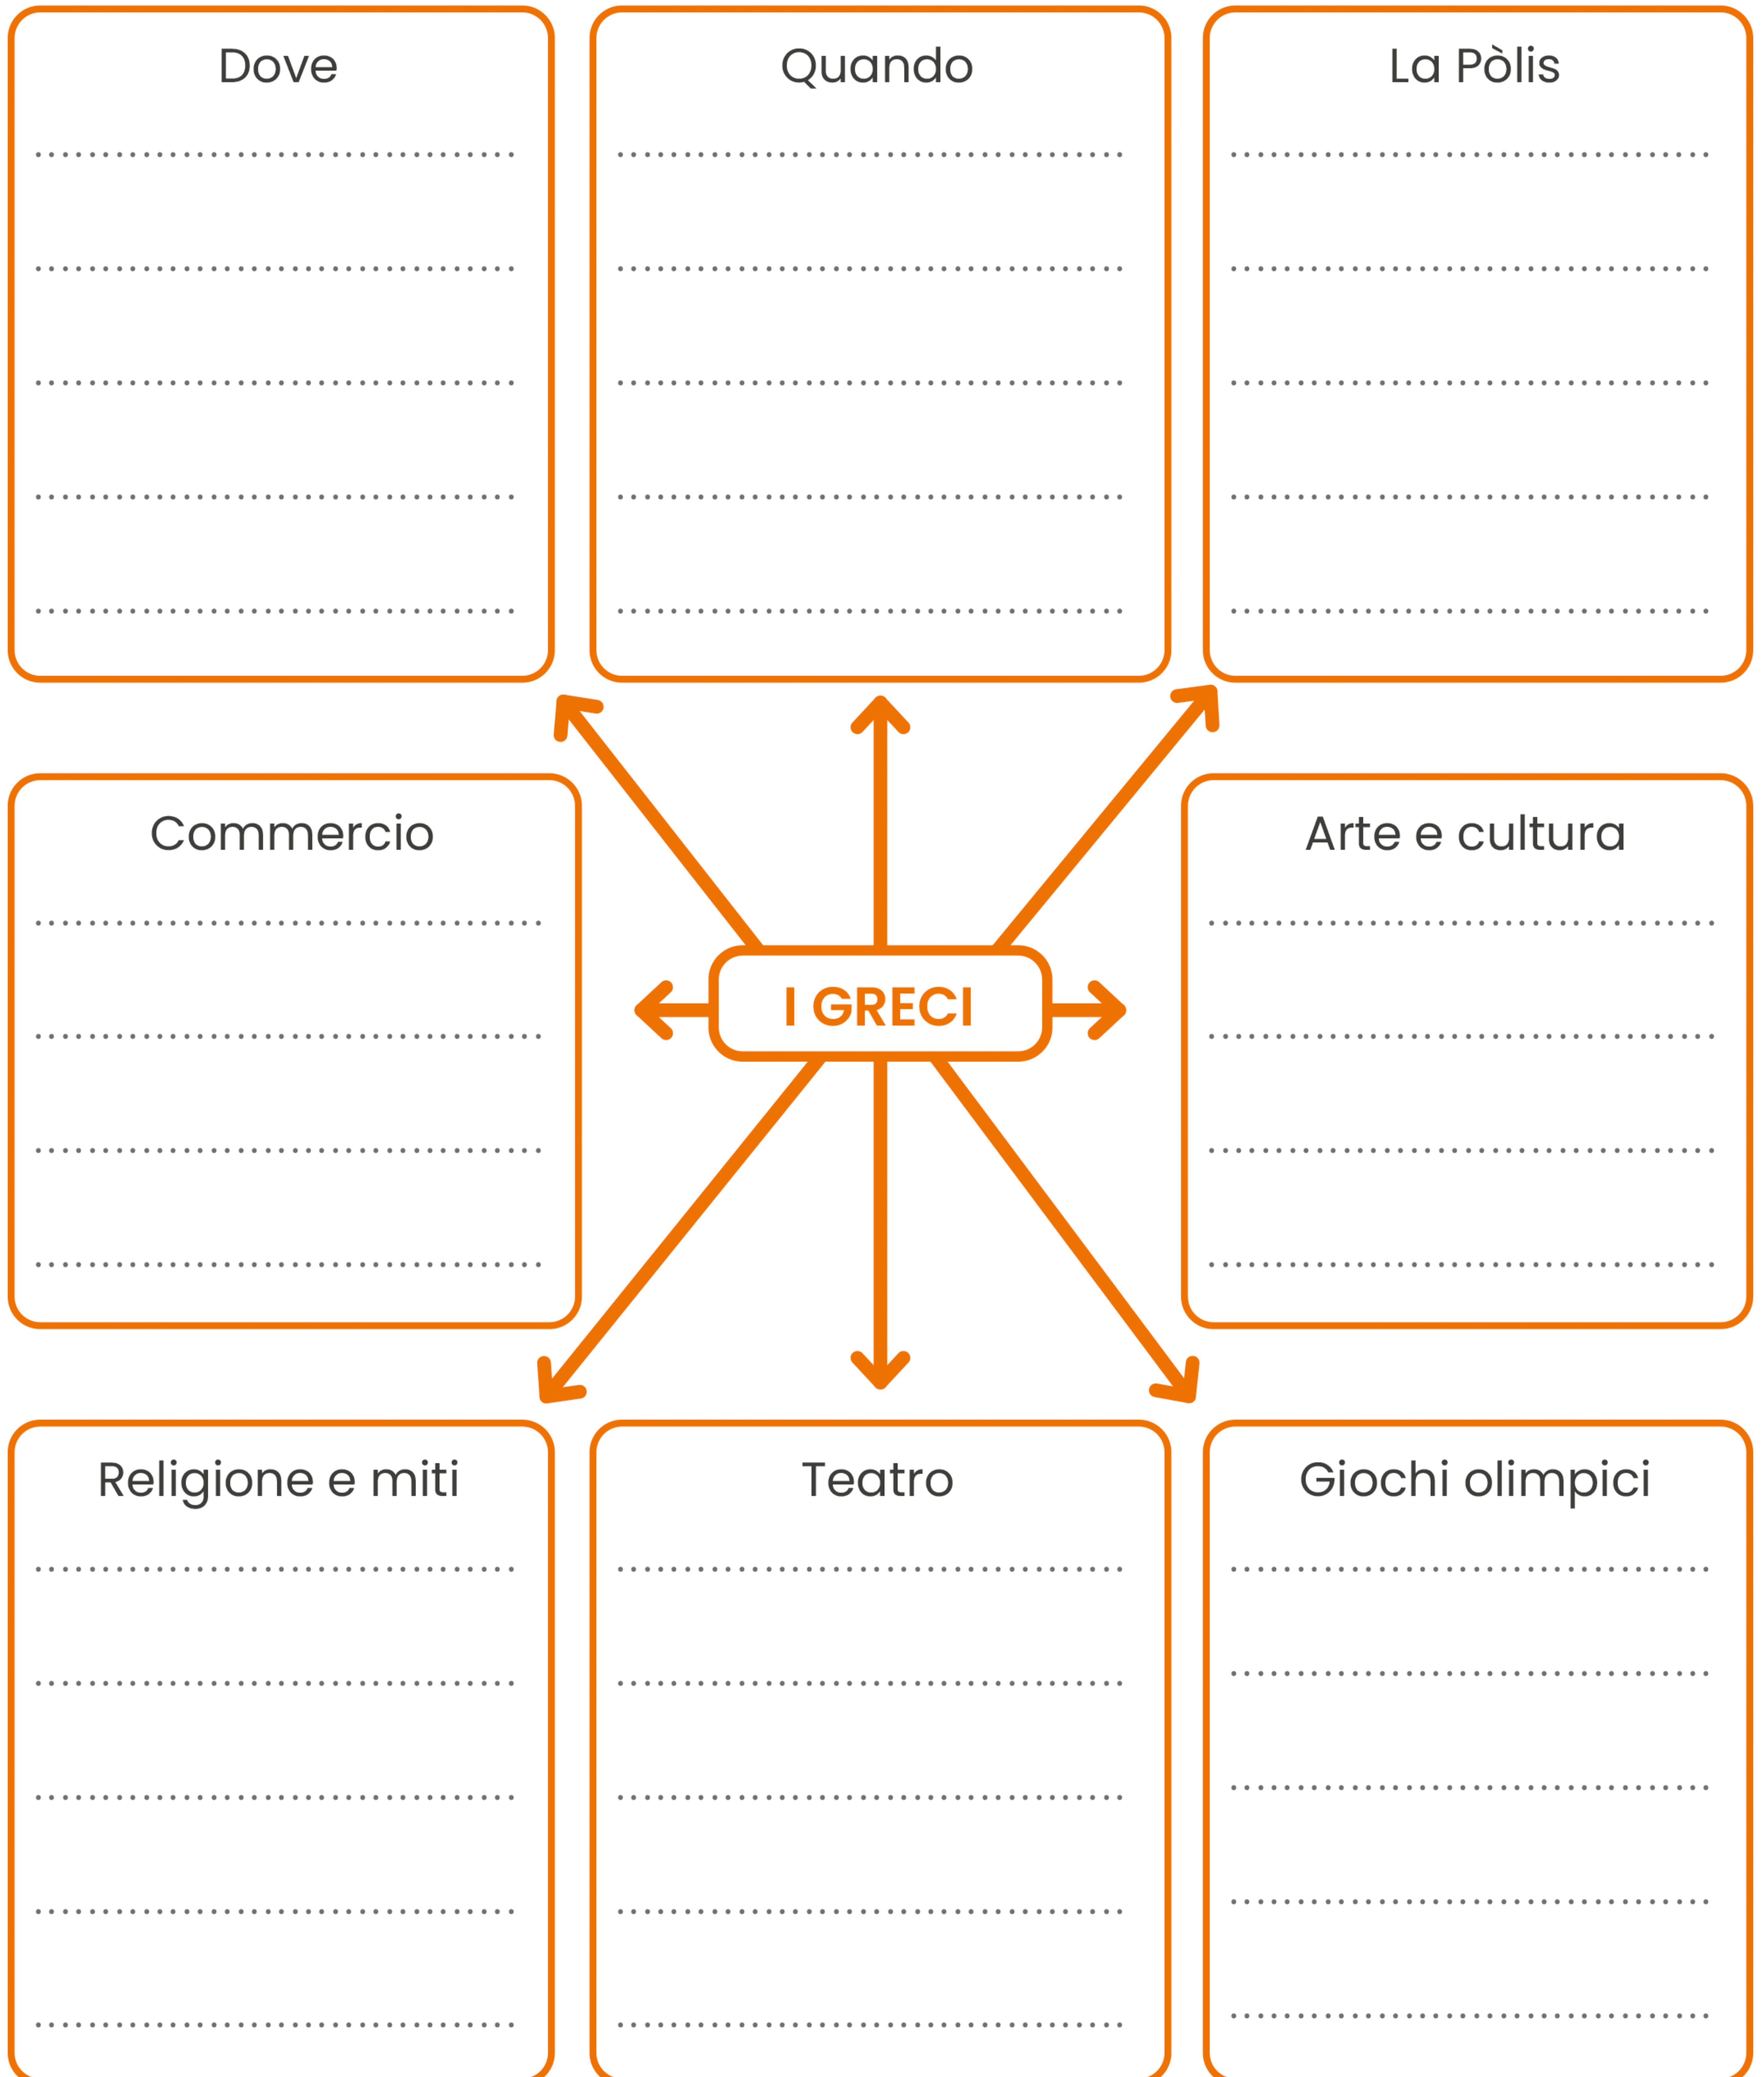 Dove
Quando
La Pòlis
Commercio
Arte e cultura
I GRECI
Religione e miti
Teatro
Giochi olimpici